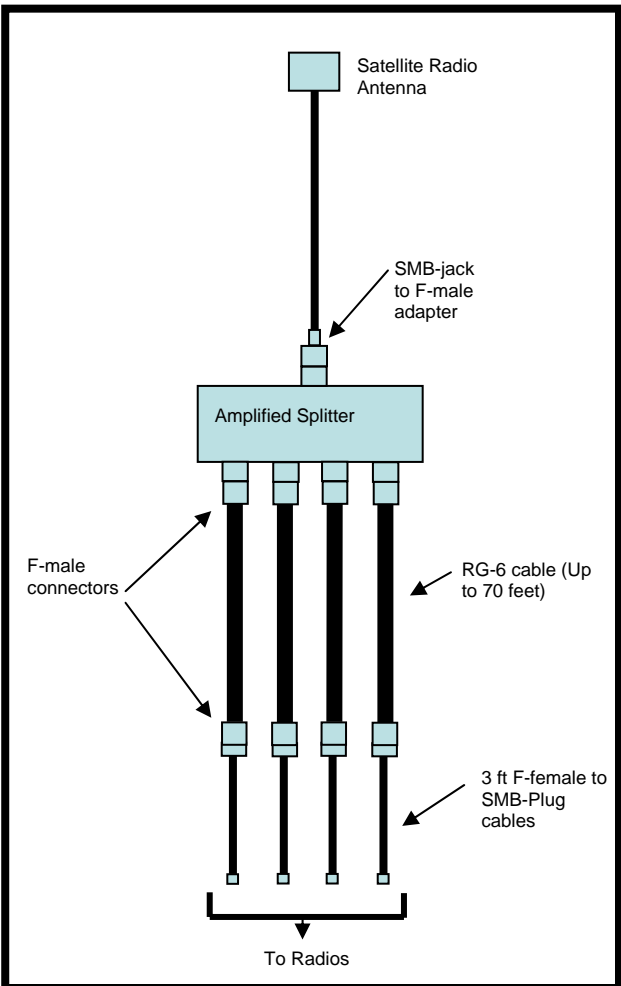 Satellite Radio
Antenna
SMB-jack
to F-male
adapter
Amplified Splitter
F-male
connectors
RG-6 cable (Up
to 70 feet)
3 ft F-female to
SMB-Plug
cables
To Radios